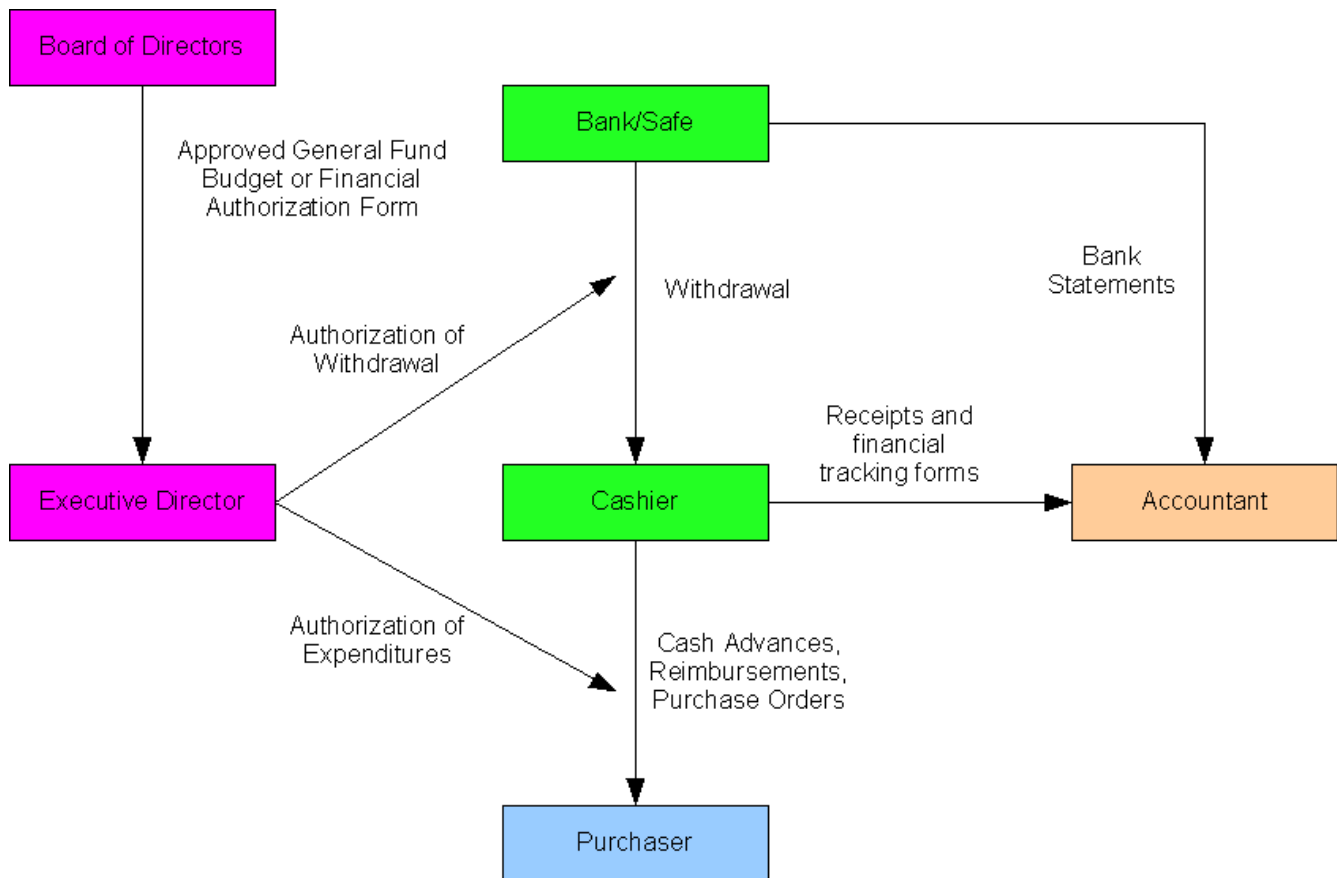 Board of Directors
Bank/Safe
Approved General Fund
Budget or Financial
Authorization Form
Bank
Statements
Withdrawal
Authorization of
Withdrawal
Receipts and
financial
tracking forms
Executive Director
Cashier
Accountant
Authorization of
Expenditures
Cash Advances,
Reimbursements,
Purchase Orders
Purchaser